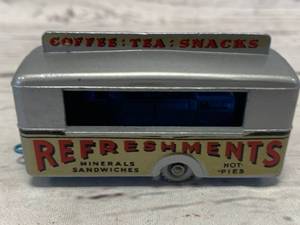 COFFEE : TEA : SNACKS
REFRESHMENTS
MINERALS HOT-
SANDWICHES -PIES